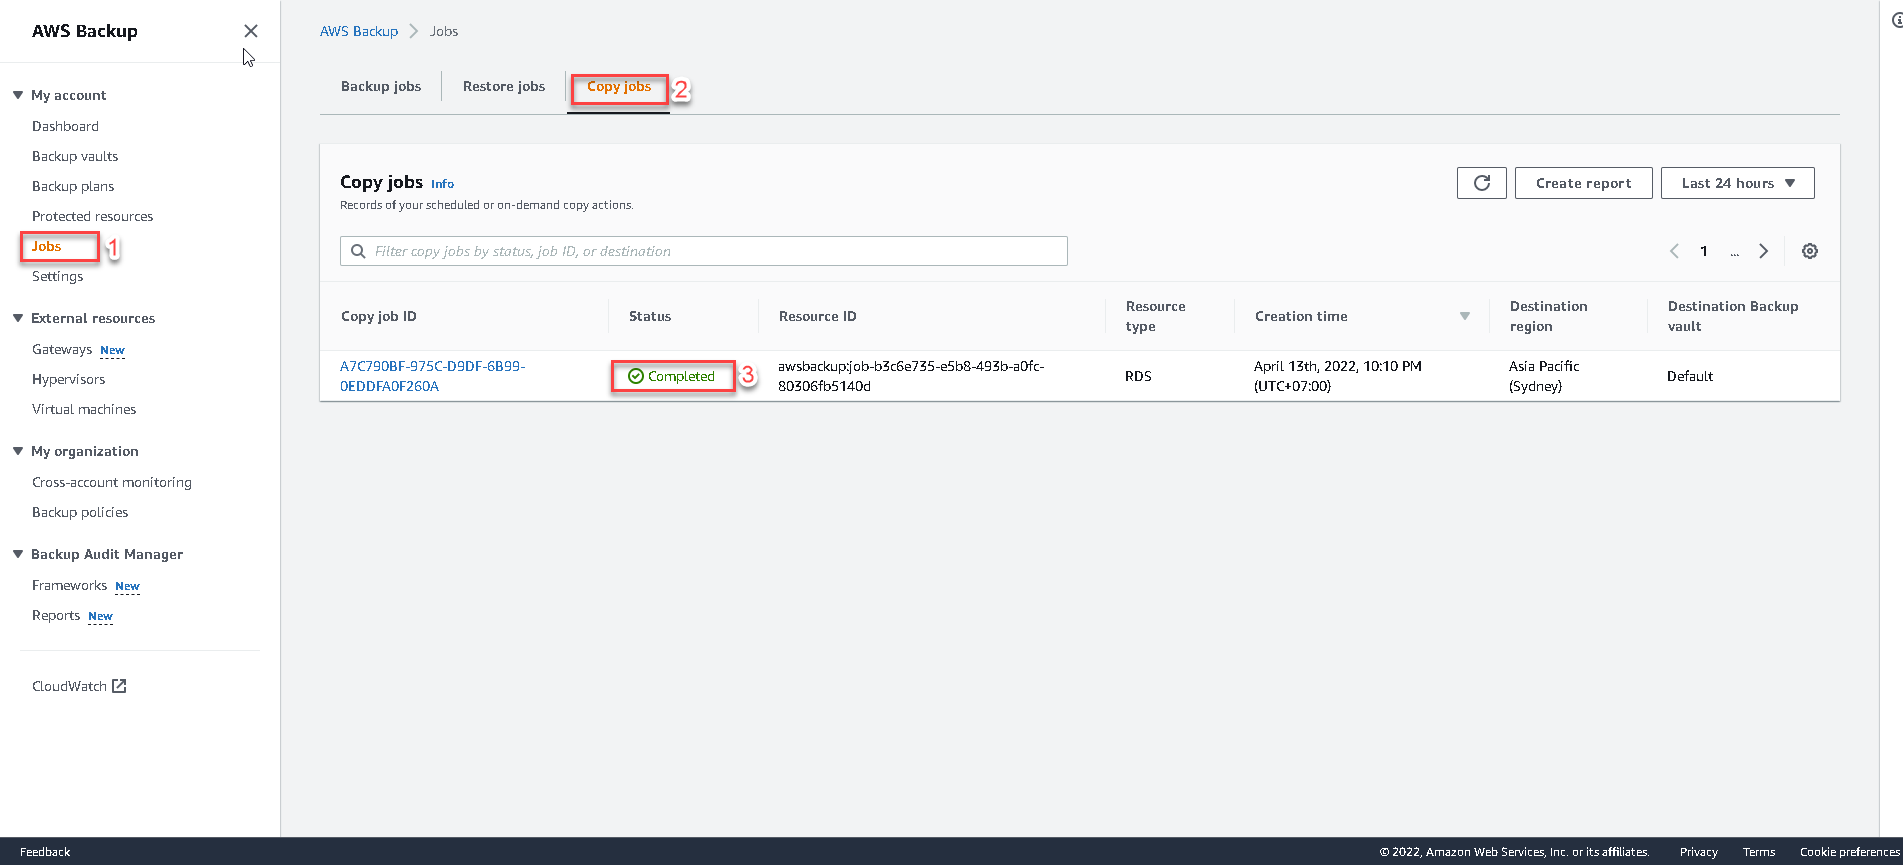 AWS Backup
My account
Dashboard
Backup vaults
Backup plans
Protected resources
Jobs 1
Settings
External resources
Gateways New
Hypervisors
Virtual machines
My organization
Cross-account monitoring
Backup policies
Backup Audit Manager
Frameworks New
Reports New
CloudWatch
AWS Backup > Jobs
Backup jobs Restore jobs Copy jobs 2
Copy jobs Info
Records of your scheduled or on-demand copy actions.
Create report Last 24 hours
Filter copy jobs by status, job ID, or destination
1 ...
Copy job ID Status Resource ID Resource type Creation time Destination region Destination Backup vault
A7C790BF-975C-D9DF-6B99-0EDDFA0F260A Completed 3 awsbackup:job-b3c6e735-e5b8-493b-a0fc-80306fb5140d RDS April 13th, 2022, 10:10 PM (UTC+07:00) Asia Pacific (Sydney) Default
Feedback © 2022, Amazon Web Services, Inc. or its affiliates. Privacy Terms Cookie preferences